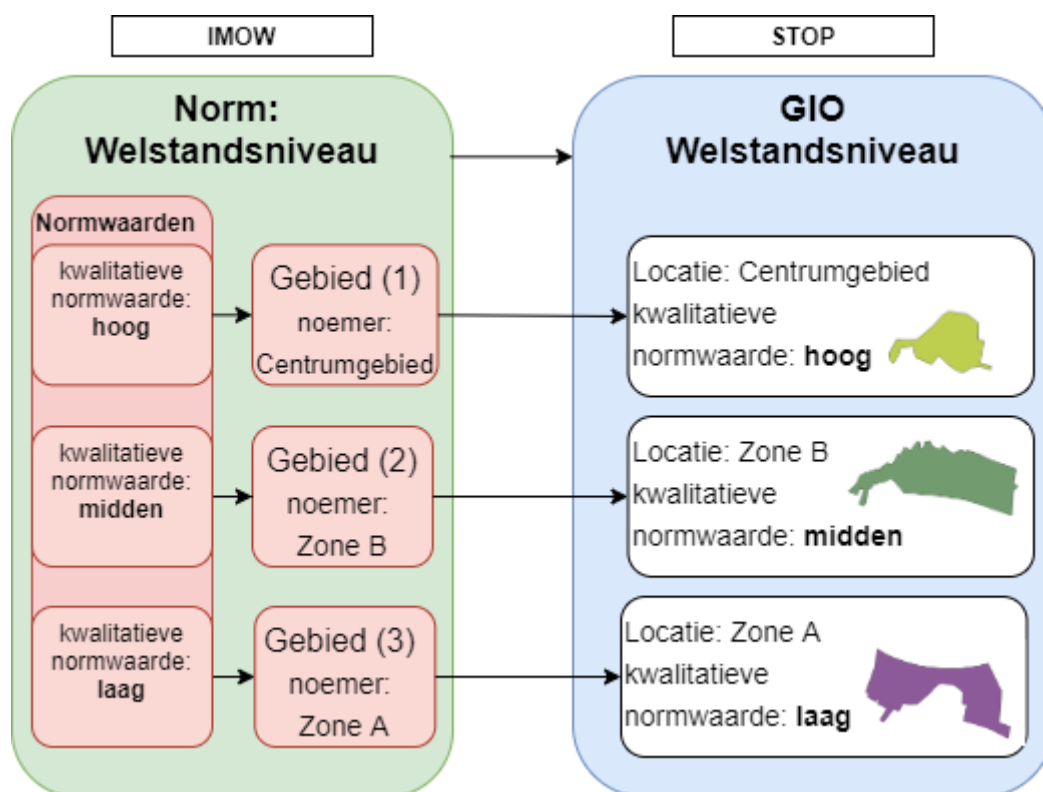 IMOW
STOP
Norm:
Welstandsniveau
GIO
Welstandsniveau
Normwaarden
kwalitatieve
normwaarde:
hoog
Gebied (1)
noemer:
Centrumgebied
Locatie: Centrumgebied
kwalitatieve
normwaarde: hoog
kwalitatieve
normwaarde:
midden
Gebied (2)
noemer:
Zone B
Locatie: Zone B
kwalitatieve
normwaarde: midden
kwalitatieve
normwaarde:
laag
Gebied (3)
noemer:
Zone A
Locatie: Zone A
kwalitatieve
normwaarde: laag